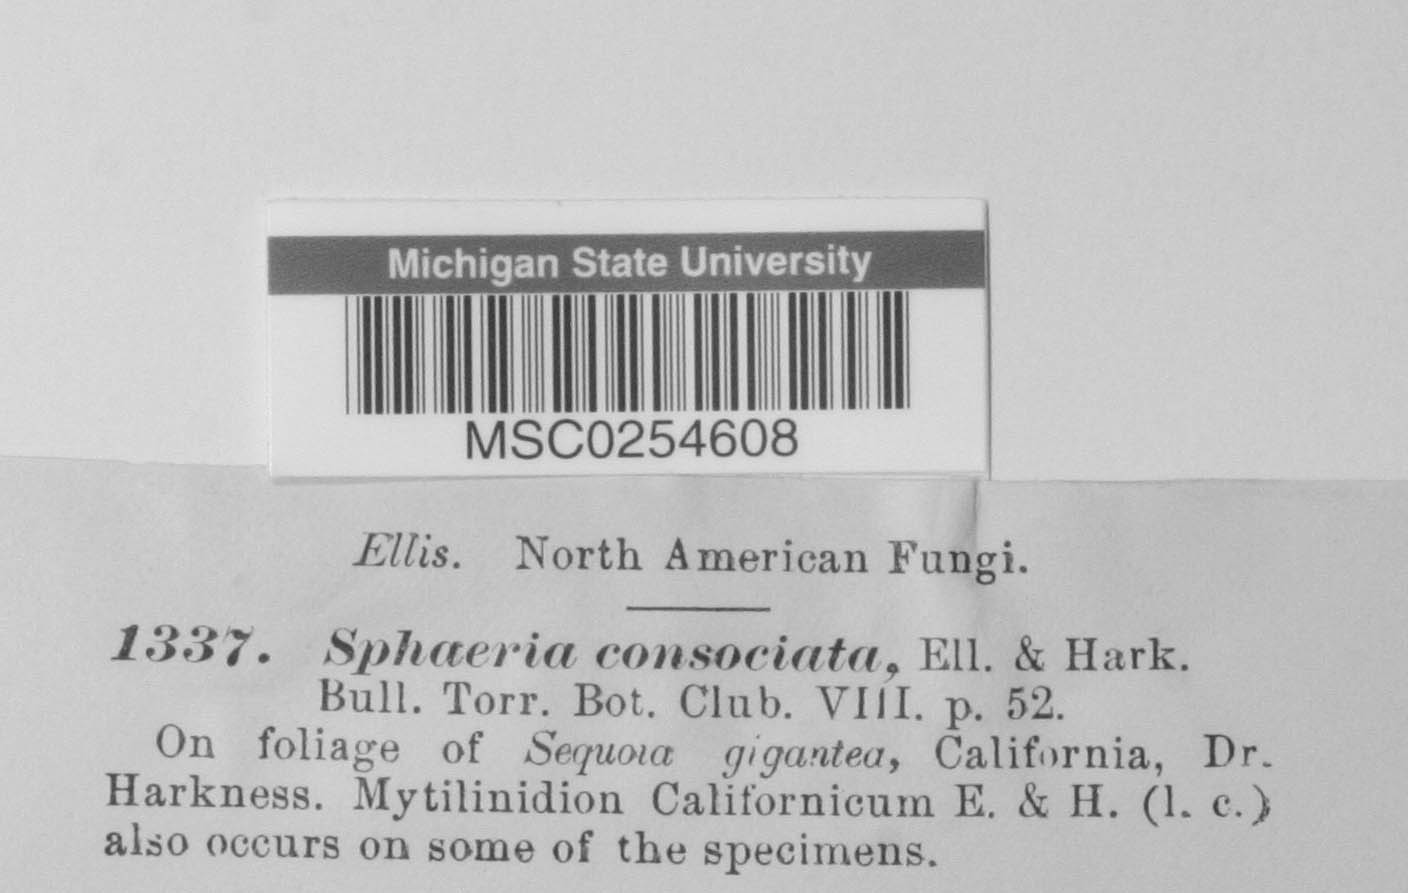 Michigan State University
MSC0254608
Ellis. North American Fungi.
1337. Sphaeria consociata, Ell. & Hark.
Bull. Torr. Bot. Club. VIII. p. 52.
On foliage of Sequoia gigantea, California, Dr.
Harkness. Mytilinidion Californicum E. & H. (l. c.)
also occurs on some of the specimens.